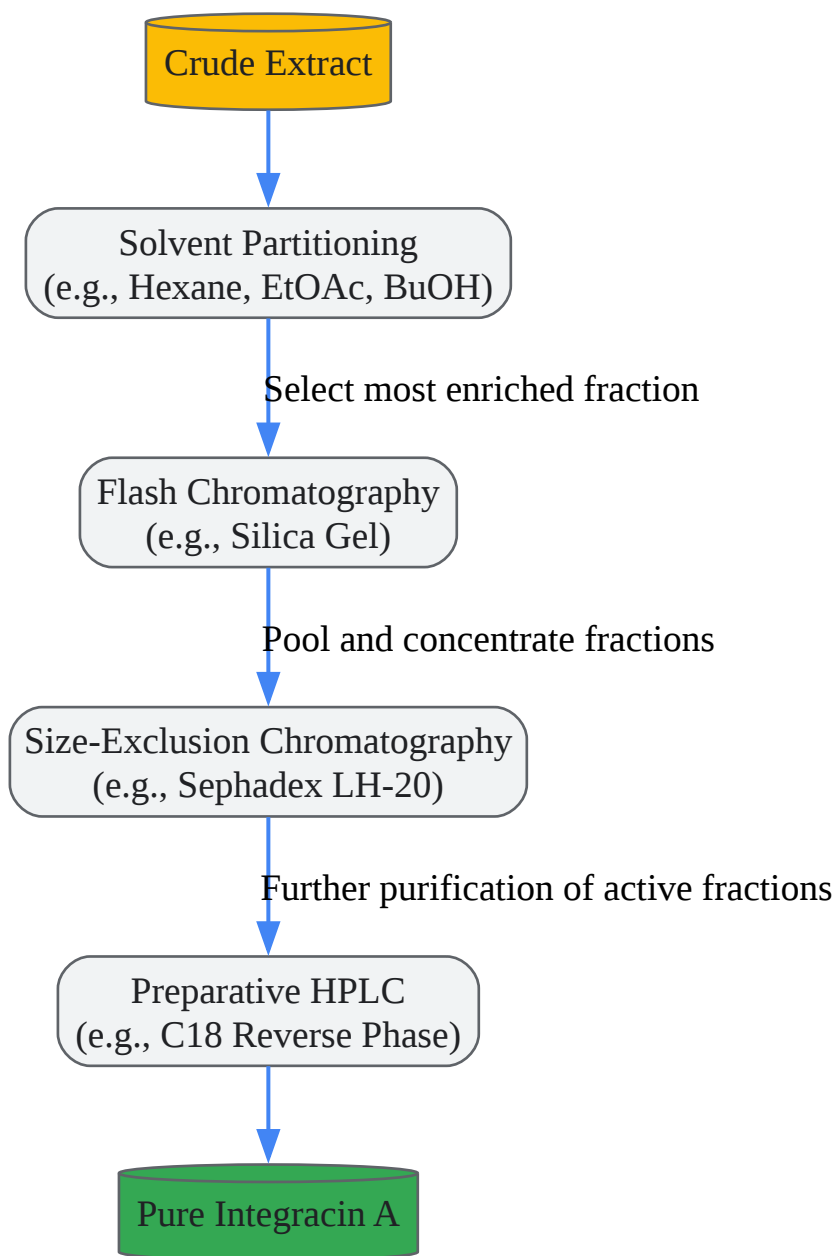 Crude Extract
Solvent Partitioning
(e.g., Hexane, EtOAc, BuOH)
Select most enriched fraction
Flash Chromatography
(e.g., Silica Gel)
Pool and concentrate fractions
Size-Exclusion Chromatography
(e.g., Sephadex LH-20)
Further purification of active fractions
Preparative HPLC
(e.g., C18 Reverse Phase)
Pure Integracin A